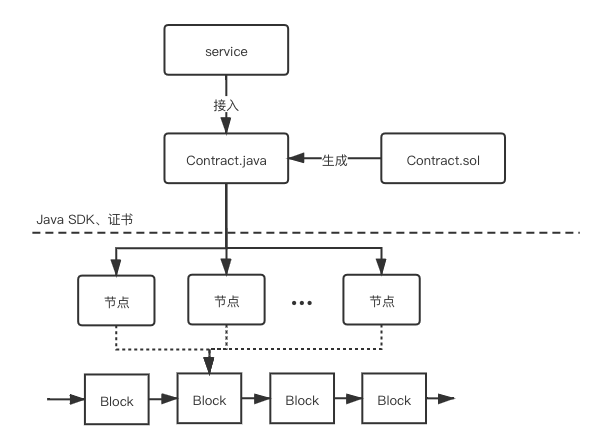 service
接入
Contract.java
生成
Contract.sol
Java SDK、证书
节点
节点
•••
节点
Block
Block
Block
Block